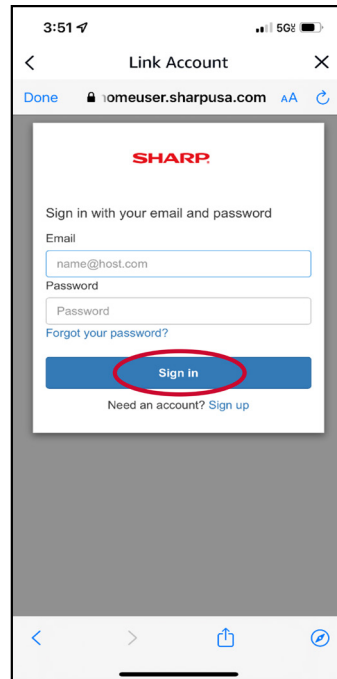 3:51 5G
Link Account
Done omeuser.sharpusa.com AA
SHARP
Sign in with your email and password
Email
name@host.com
Password
Password
Forgot your password?
Sign in
Need an account? Sign up